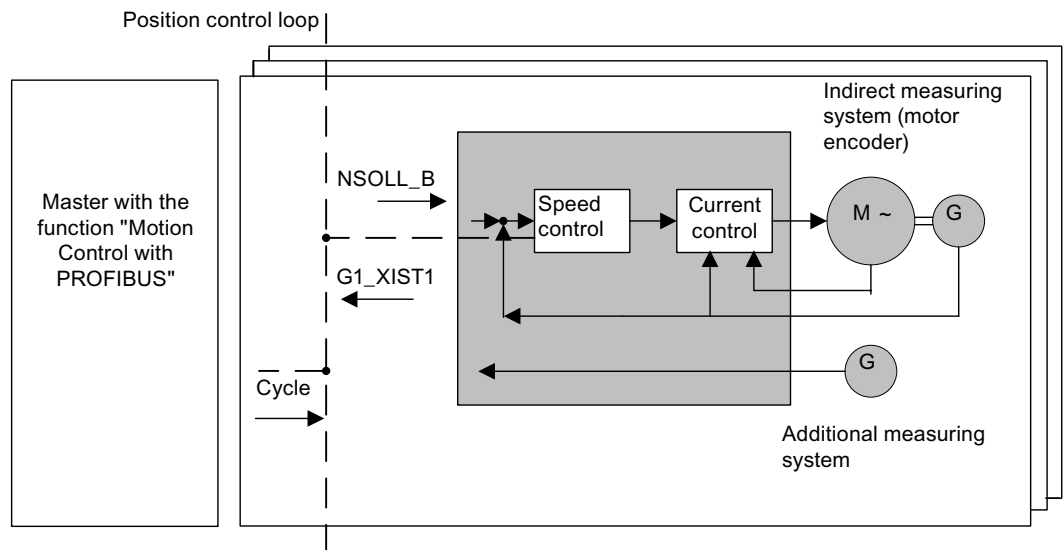 Position control loop
Master with the
function "Motion
Control with
PROFIBUS"
Indirect measuring
system (motor
encoder)
NSOLL_B
Speed
control
Current
control
M ~
G
G1_XIST1
G
Cycle
Additional measuring
system